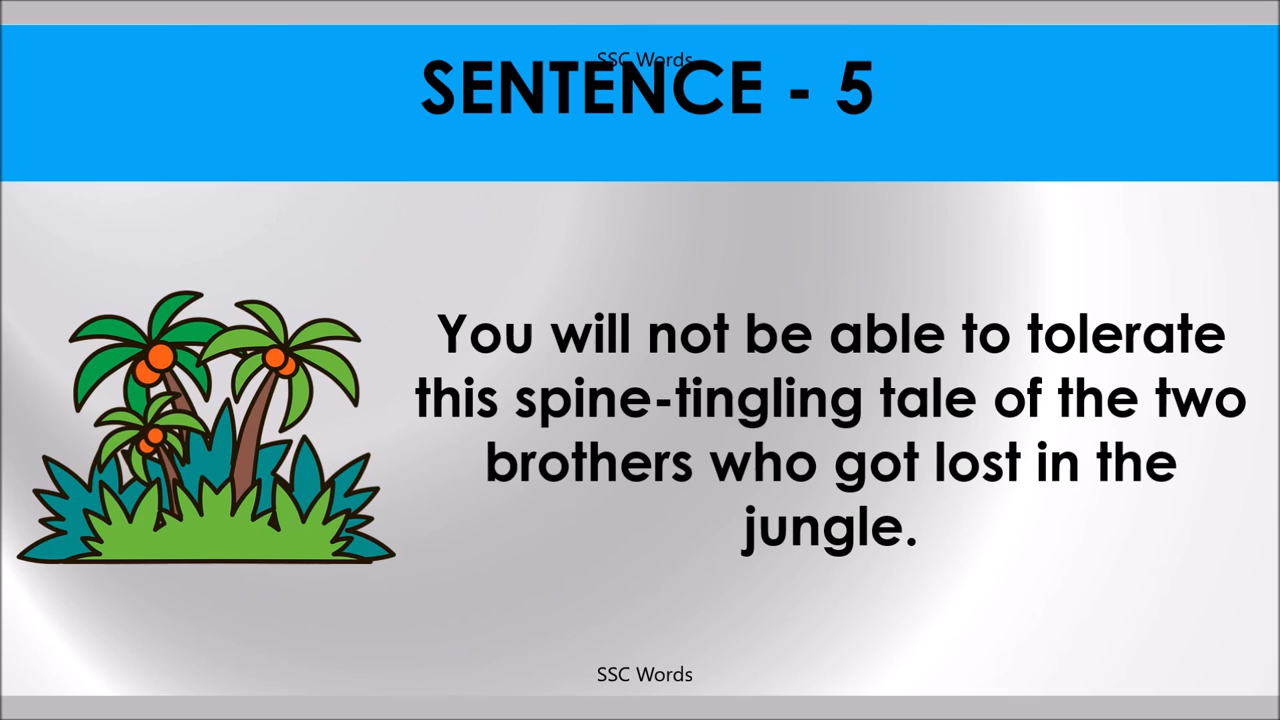 SSC Words
SENTENCE - 5
You will not be able to tolerate
this spine-tingling tale of the two
brothers who got lost in the
jungle.
SSC Words